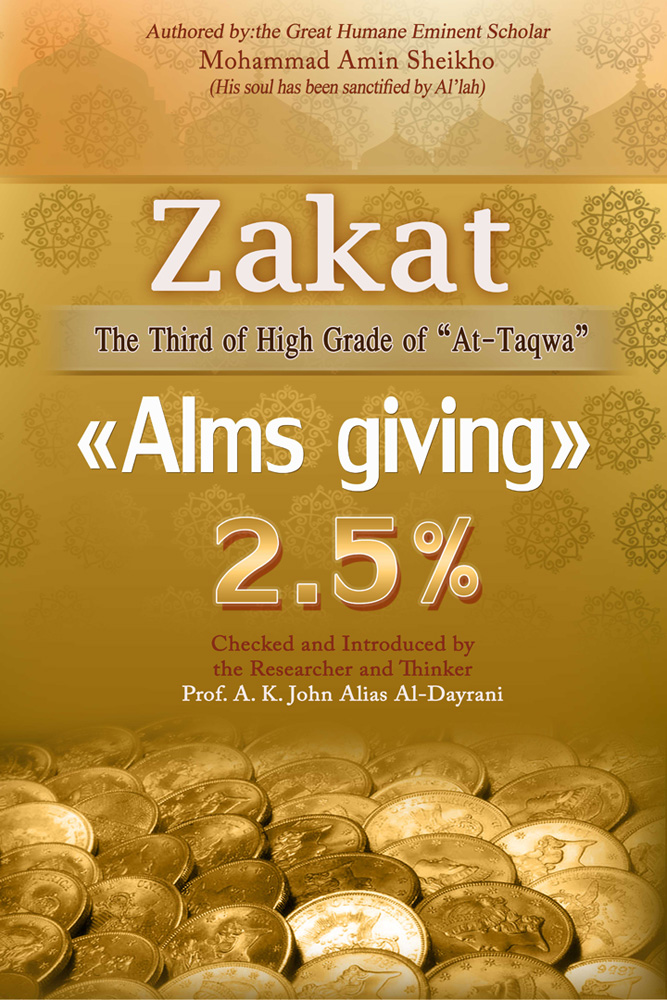 Authored by:the Great Humane Eminent Scholar
Mohammad Amin Sheikho
(His soul has been sanctified by Al'lah)
Zakat
The Third of High Grade of “At-Taqwa”
«Alms giving»
2.5%
Checked and Introduced by
the Researcher and Thinker
Prof. A. K. John Alias Al-Dayrani